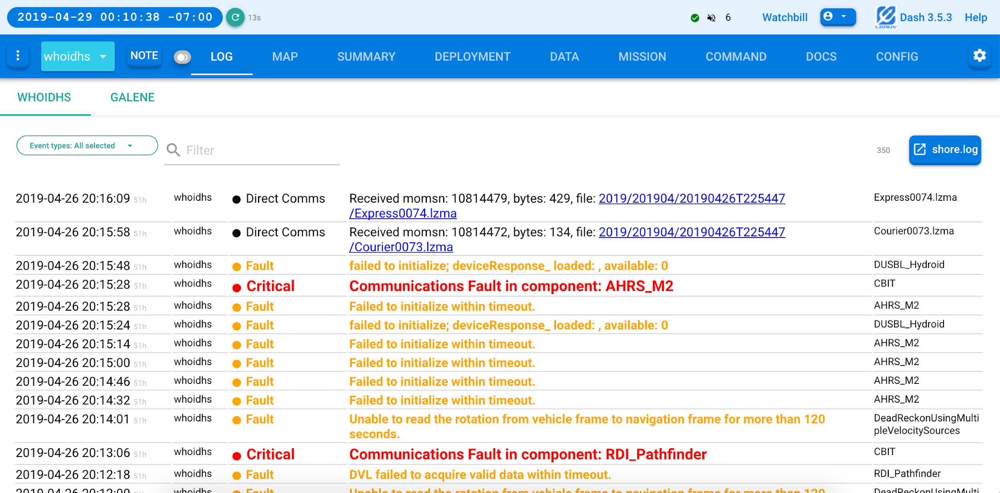 2019-04-29 00:10:38 -07:00 13s 6 Watchbill LRAUV Dash 3.5.3 Help
whoidhs NOTE LOG MAP SUMMARY DEPLOYMENT DATA MISSION COMMAND DOCS CONFIG
WHOIDHS GALENE
Event types: All selected Filter 350 shore.log
2019-04-26 20:16:09 51h whoidhs Direct Comms Received momsn: 10814479, bytes: 429, file: 2019/201904/20190426T225447 Express0074.lzma
/Express0074.lzma
2019-04-26 20:15:58 51h whoidhs Direct Comms Received momsn: 10814472, bytes: 134, file: 2019/201904/20190426T225447 Courier0073.lzma
/Courier0073.lzma
2019-04-26 20:15:48 51h whoidhs Fault failed to initialize; deviceResponse_ loaded: , available: 0 DUSBL_Hydroid
2019-04-26 20:15:28 51h whoidhs Critical Communications Fault in component: AHRS_M2 CBIT
2019-04-26 20:15:28 51h whoidhs Fault Failed to initialize within timeout. AHRS_M2
2019-04-26 20:15:24 51h whoidhs Fault failed to initialize; deviceResponse_ loaded: , available: 0 DUSBL_Hydroid
2019-04-26 20:15:14 51h whoidhs Fault Failed to initialize within timeout. AHRS_M2
2019-04-26 20:15:00 51h whoidhs Fault Failed to initialize within timeout. AHRS_M2
2019-04-26 20:14:46 51h whoidhs Fault Failed to initialize within timeout. AHRS_M2
2019-04-26 20:14:32 51h whoidhs Fault Failed to initialize within timeout. AHRS_M2
2019-04-26 20:14:01 51h whoidhs Fault Unable to read the rotation from vehicle frame to navigation frame for more than 120 DeadReckonUsingMulti
seconds. pleVelocitySources
2019-04-26 20:13:06 51h whoidhs Critical Communications Fault in component: RDI_Pathfinder CBIT
2019-04-26 20:12:18 51h whoidhs Fault DVL failed to acquire valid data within timeout. RDI_Pathfinder
2019-04-26 20:12:00 51h whoidhs Fault Unable to read the rotation from vehicle frame to navigation frame for more than 120 DeadReckonUsingMulti